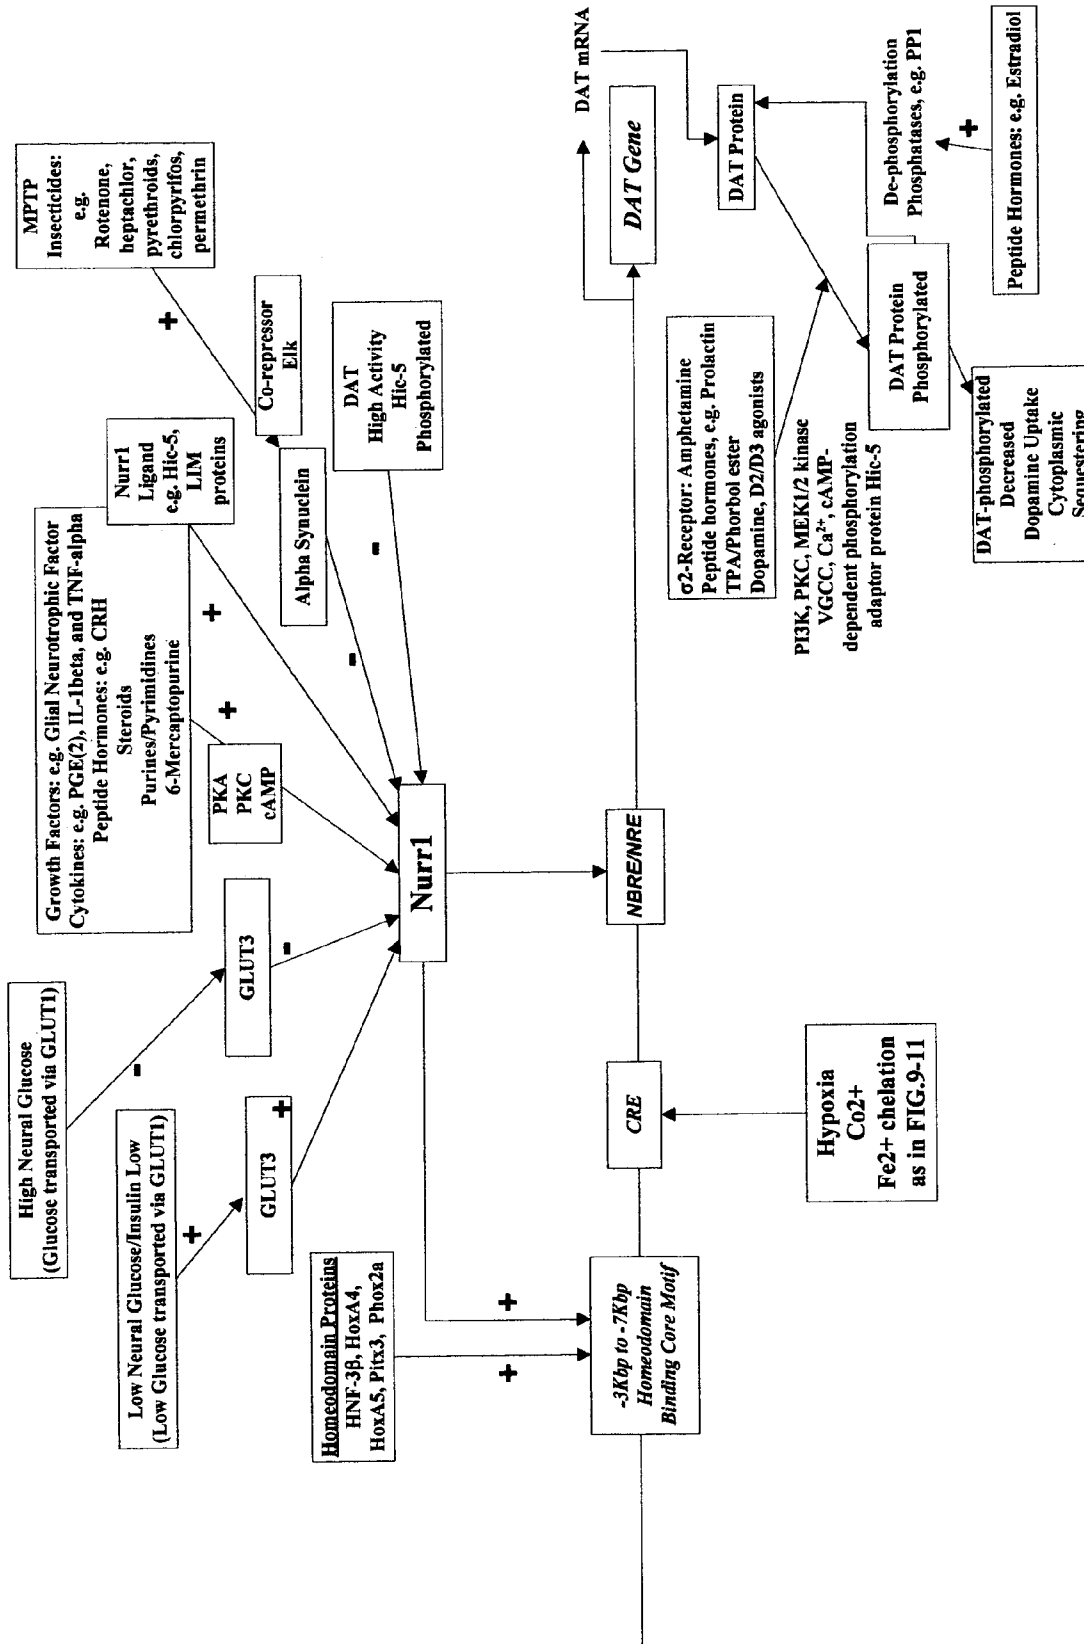 High Neural Glucose
(Glucose transported via GLUT1)
-
GLUT3
-
Low Neural Glucose/Insulin Low
(Low Glucose transported via GLUT1)
+
GLUT3
+
Growth Factors: e.g. Glial Neurotrophic Factor
Cytokines: e.g. PGE(2), IL-1beta, and TNF-alpha
Peptide Hormones: e.g. CRH
Steroids
Purines/Pyrimidines
6-Mercaptopurine
+
PKA
PKC
cAMP
Nurr1
Ligand
e.g. Hic-5,
LIM
proteins
+
MPTP
Insecticides:
e.g.
Rotenone,
heptachlor,
pyrethroids,
chlorpyrifos,
permethrin
+
Co-repressor
Elk
Alpha Synuclein
-
DAT
High Activity
Hic-5
Phosphorylated
-
Homeodomain Proteins
HNF-3β, HoxA4,
HoxA5, Pitx3, Phox2a
+
+
Nurr1
-3Kbp to -7Kbp
Homeodomain
Binding Core Motif
CRE
NBRE/NRE
DAT Gene
DAT mRNA
Hypoxia
Co2+
Fe2+ chelation
as in FIG.9-11
σ2-Receptor: Amphetamine
Peptide hormones, e.g. Prolactin
TPA/Phorbol ester
Dopamine, D2/D3 agonists
PI3K, PKC, MEK1/2 kinase
VGCC, Ca²⁺, cAMP-
dependent phosphorylation
adaptor protein Hic-5
DAT Protein
DAT Protein
Phosphorylated
De-phosphorylation
Phosphatases, e.g. PP1
+
Peptide Hormones: e.g. Estradiol
DAT-phosphorylated
Decreased
Dopamine Uptake
Cytoplasmic
Sequestering